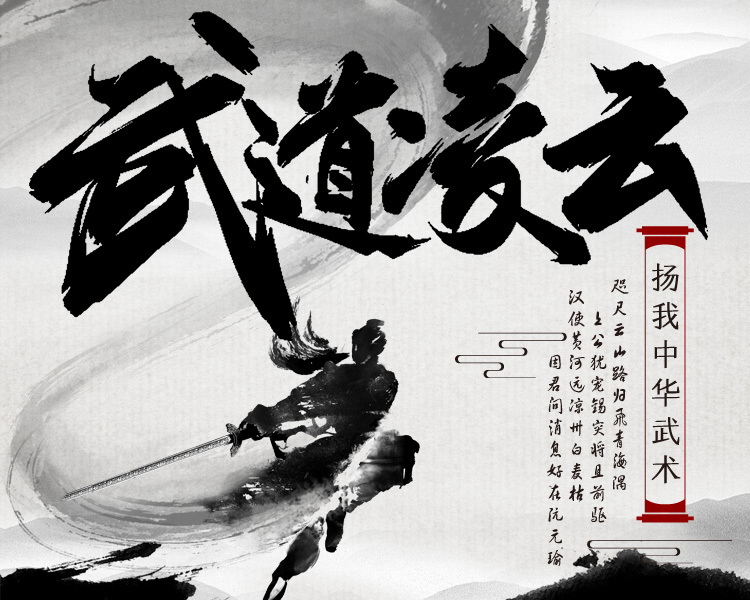 武道凌云
扬我中华武术
咫尺云山路归飞青海隅
上公犹宠锡突将且前驱
汉使黄河远凉州白麦枯
因君问消息好在阮元瑜